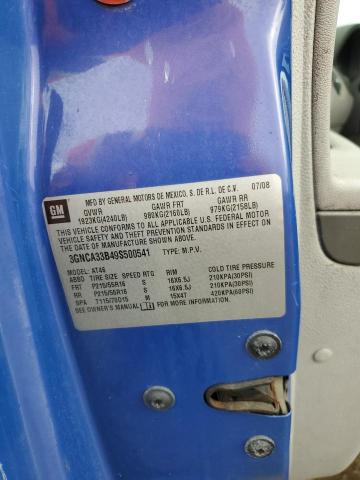 GM
MFD BY GENERAL MOTORS DE MEXICO, S. DE R.L. DE C.V. 07/08
GVWR GAWR FRT GAWR RR
1923KG(4240LB) 980KG(2160LB) 979KG(2158LB)
THIS VEHICLE CONFORMS TO ALL APPLICABLE U.S. FEDERAL MOTOR
VEHICLE SAFETY AND THEFT PREVENTION STANDARDS IN EFFECT ON THE
DATE OF MANUFACTURE SHOWN ABOVE.
3GNCA33B49S500541 TYPE: M.P.V.
MODEL: AT46
ABBD TIRE SIZE SPEED RTG RIM COLD TIRE PRESSURE
FRT P215/55R16 S 16X6.5J 210KPA(30PSI)
RR P215/55R16 S 16X6.5J 210KPA(30PSI)
SPA T115/70D15 M 15X4T 420KPA(60PSI)
SEE OWNER'S MANUAL